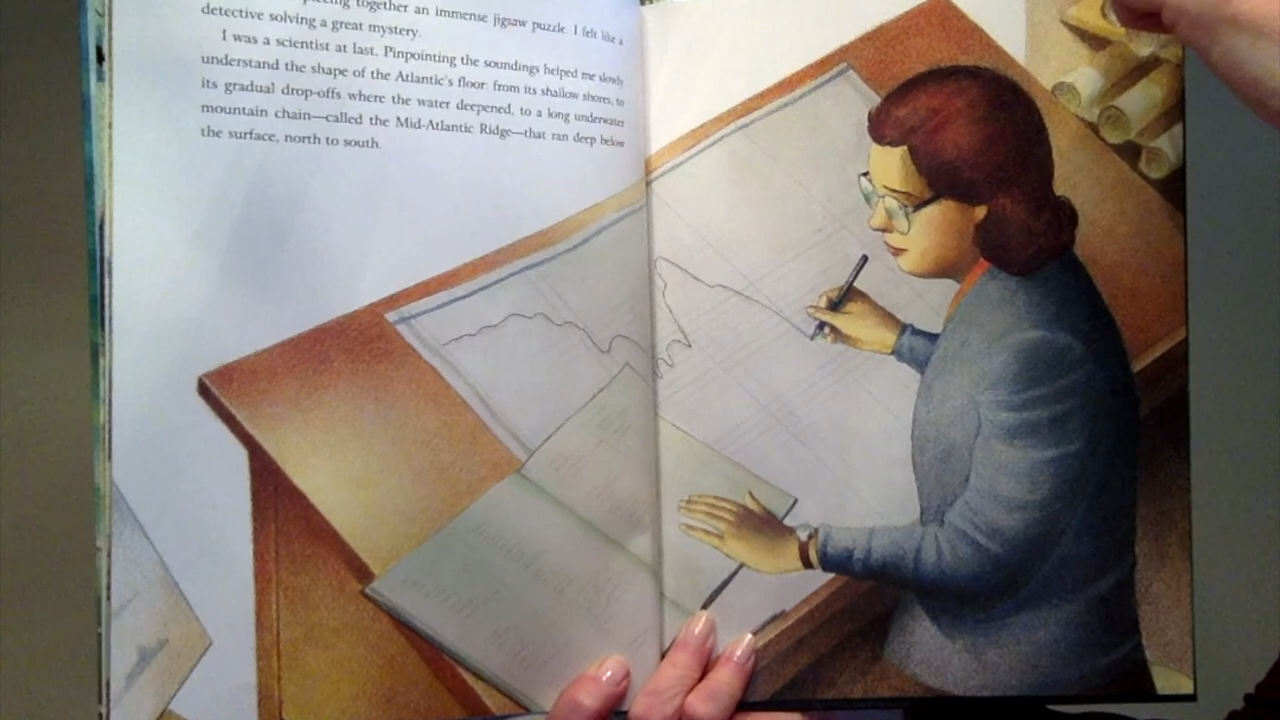 together an immense jigsaw puzzle. I felt like a
detective solving a great mystery.
I was a scientist at last. Pinpointing the soundings helped me slowly
understand the shape of the Atlantic's floor: from its shallow shores, to
its gradual drop-offs where the water deepened, to a long underwater
mountain chain—called the Mid-Atlantic Ridge—that ran deep below
the surface, north to south.